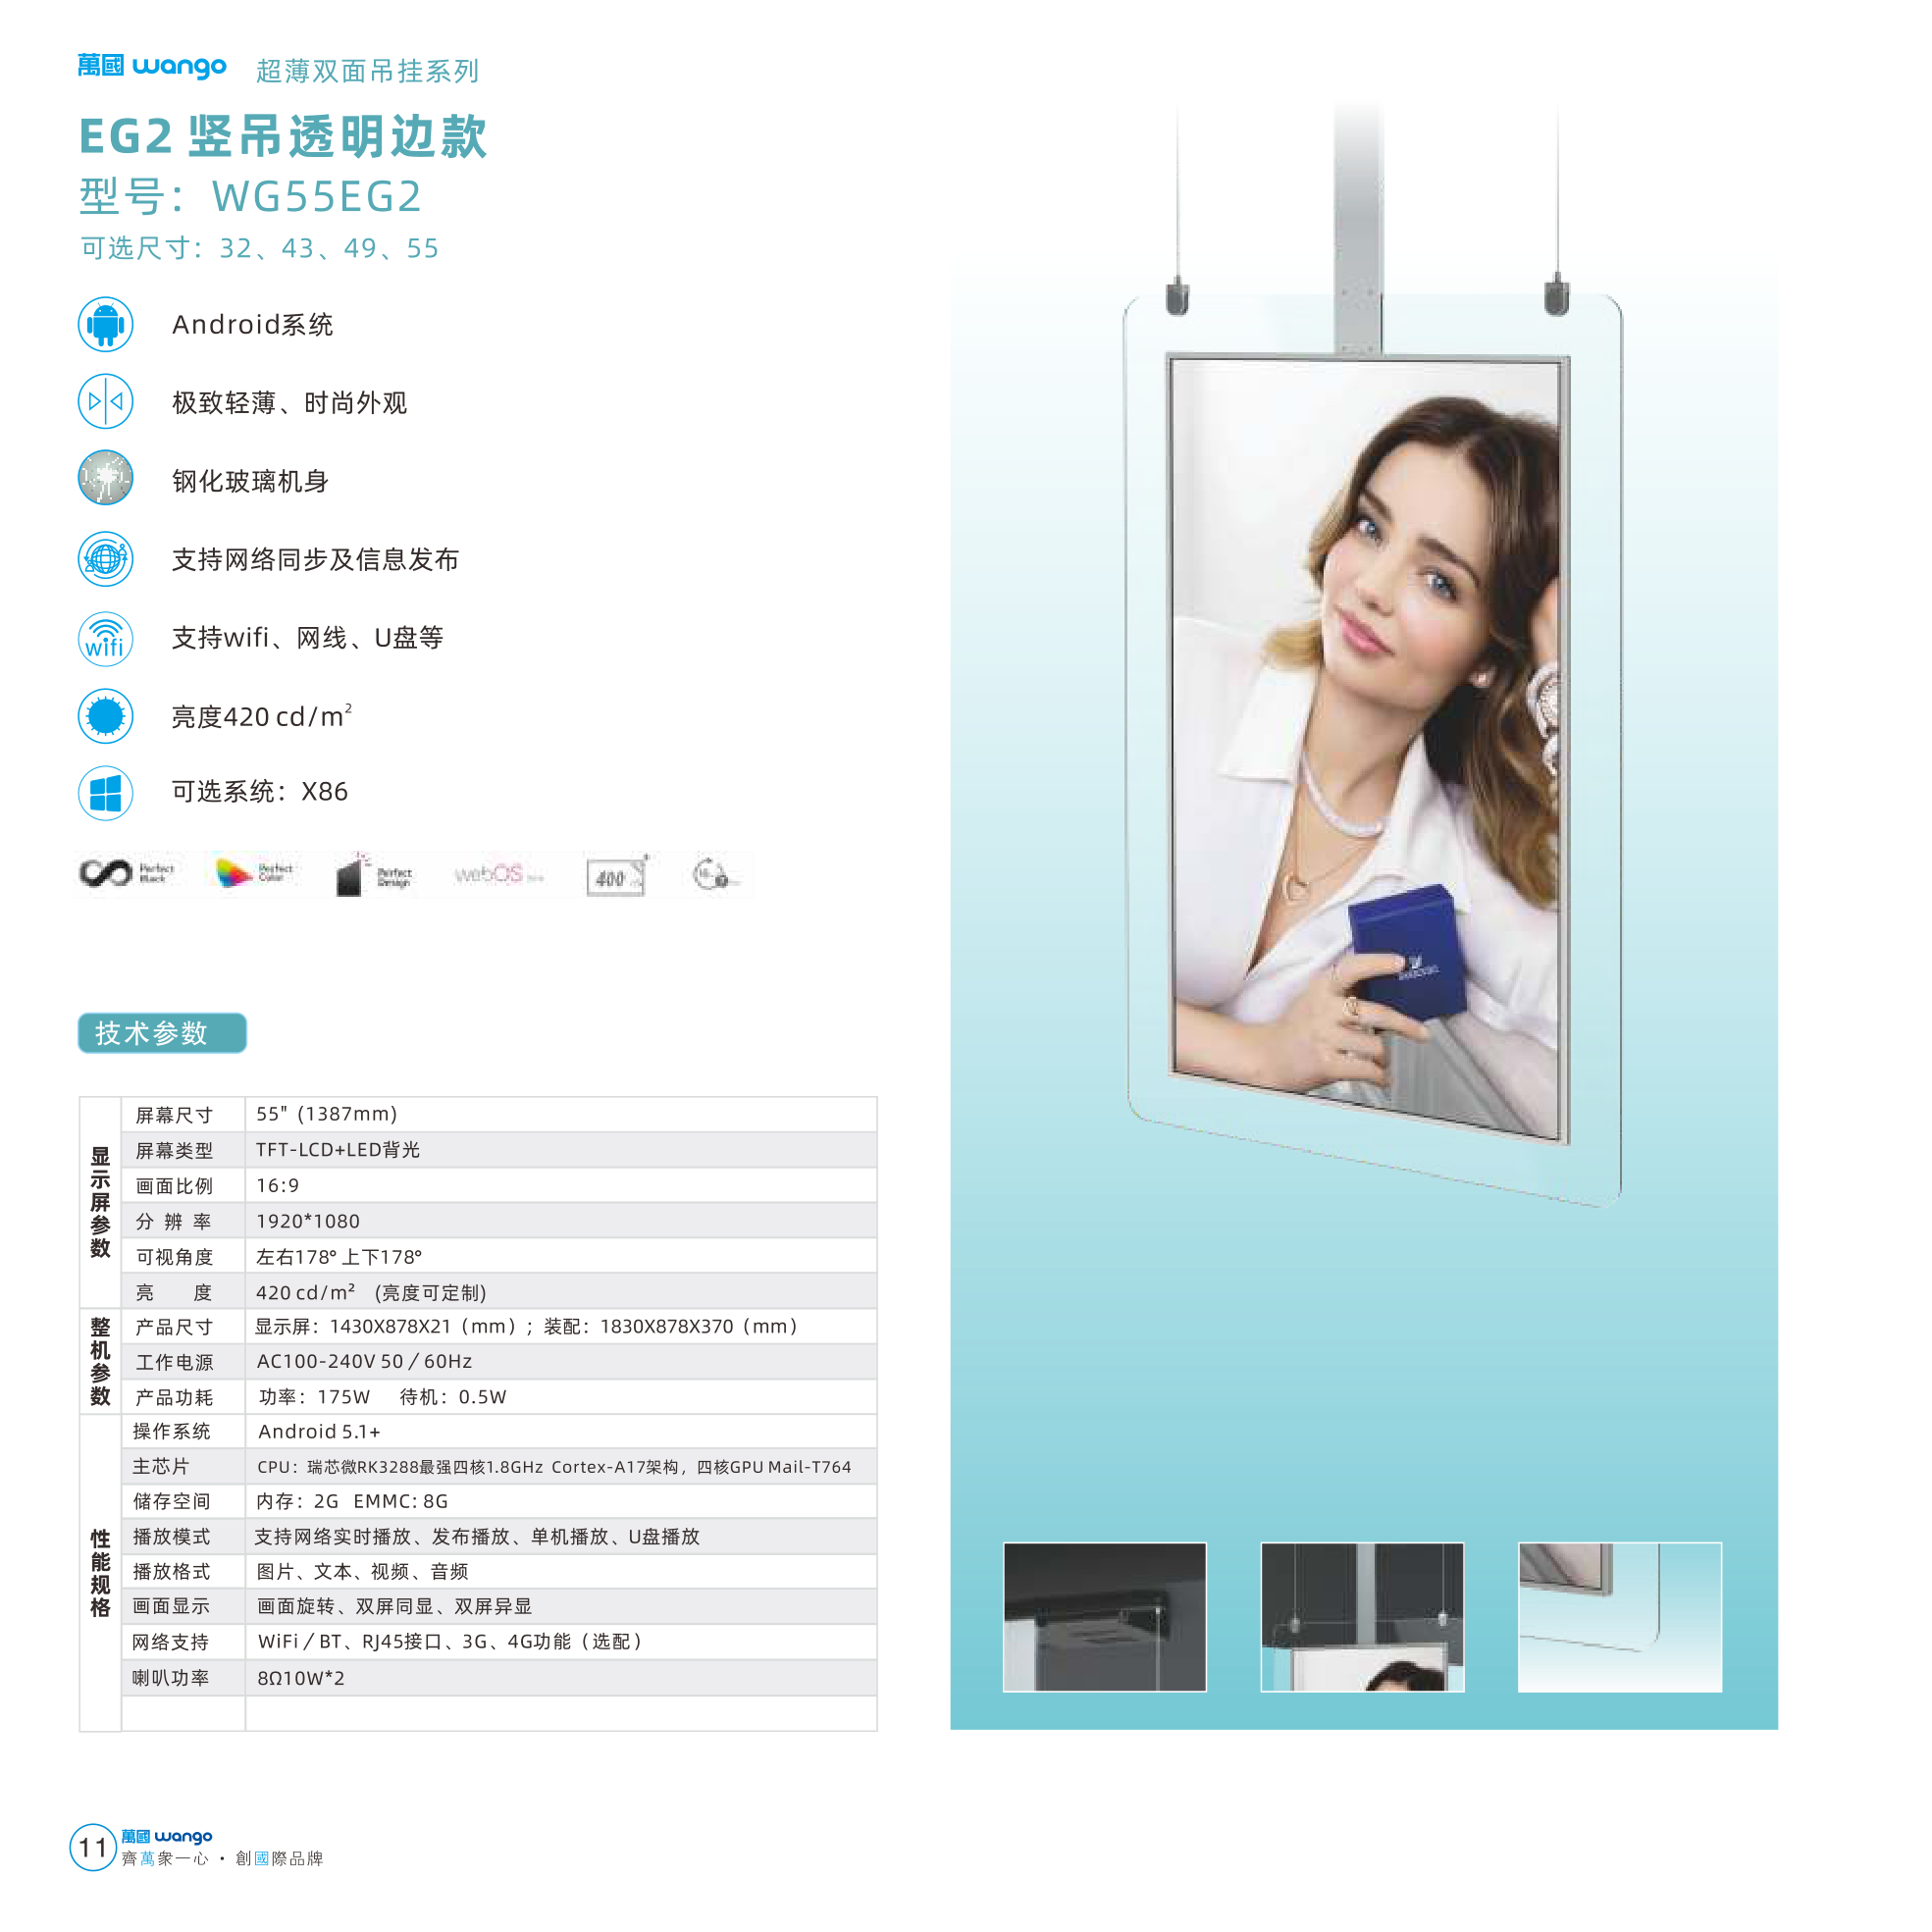 萬國 wango 超薄双面吊挂系列
EG2 竖吊透明边款
型号：WG55EG2
可选尺寸：32、43、49、55
Android系统
极致轻薄、时尚外观
钢化玻璃机身
支持网络同步及信息发布
wifi
支持wifi、网线、U盘等
亮度420 cd/m²
可选系统：X86
Perfect Black
Perfect Color
Perfect Design
webOS
400
技术参数
显示屏参数
屏幕尺寸 55" (1387mm)
屏幕类型 TFT-LCD+LED背光
画面比例 16:9
分 辨 率 1920*1080
可视角度 左右178° 上下178°
亮 度 420 cd/m² (亮度可定制)
整机参数
产品尺寸 显示屏：1430X878X21（mm）；装配：1830X878X370（mm）
工作电源 AC100-240V 50／60Hz
产品功耗 功率：175W 待机：0.5W
性能规格
操作系统 Android 5.1+
主芯片 CPU：瑞芯微RK3288最强四核1.8GHz Cortex-A17架构，四核GPU Mail-T764
储存空间 内存：2G EMMC: 8G
播放模式 支持网络实时播放、发布播放、单机播放、U盘播放
播放格式 图片、文本、视频、音频
画面显示 画面旋转、双屏同显、双屏异显
网络支持 WiFi／BT、RJ45接口、3G、4G功能（选配）
喇叭功率 8Ω10W*2
11 萬國 wango
齊萬衆一心 · 創國際品牌